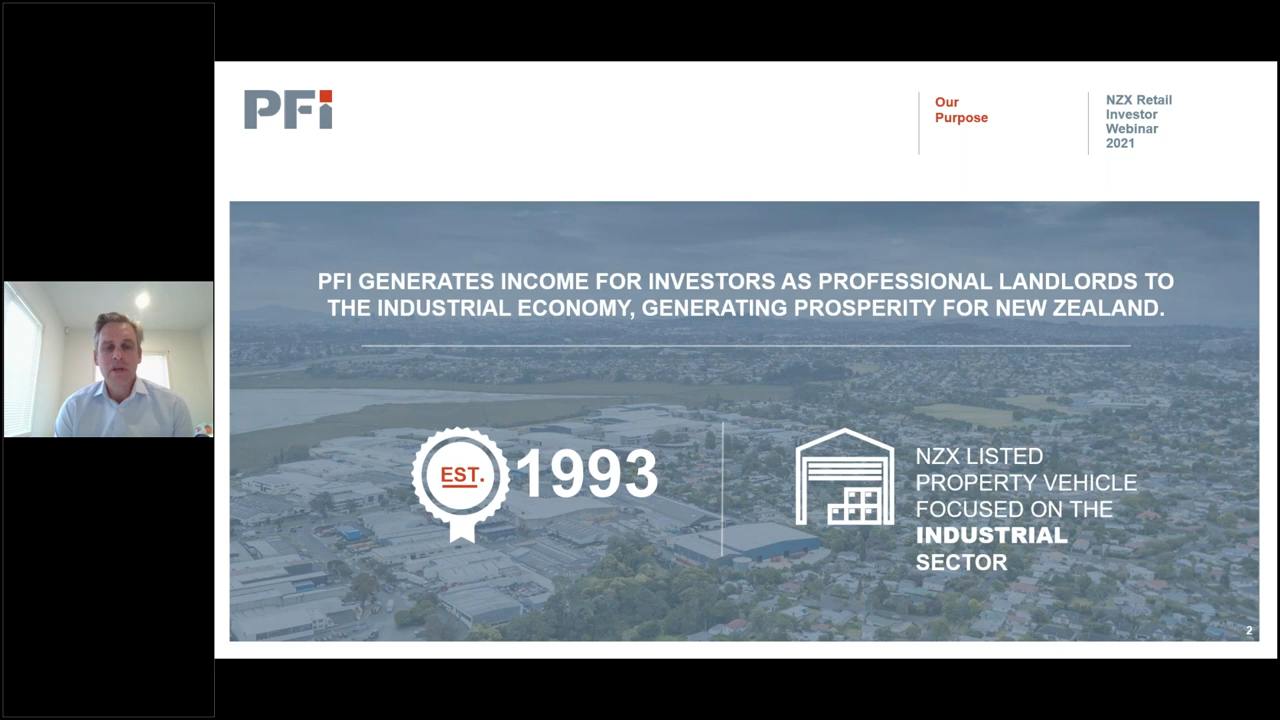 PFi
Our
Purpose
NZX Retail
Investor
Webinar
2021
PFI GENERATES INCOME FOR INVESTORS AS PROFESSIONAL LANDLORDS TO
THE INDUSTRIAL ECONOMY, GENERATING PROSPERITY FOR NEW ZEALAND.
EST.
1993
NZX LISTED
PROPERTY VEHICLE
FOCUSED ON THE
INDUSTRIAL
SECTOR
2